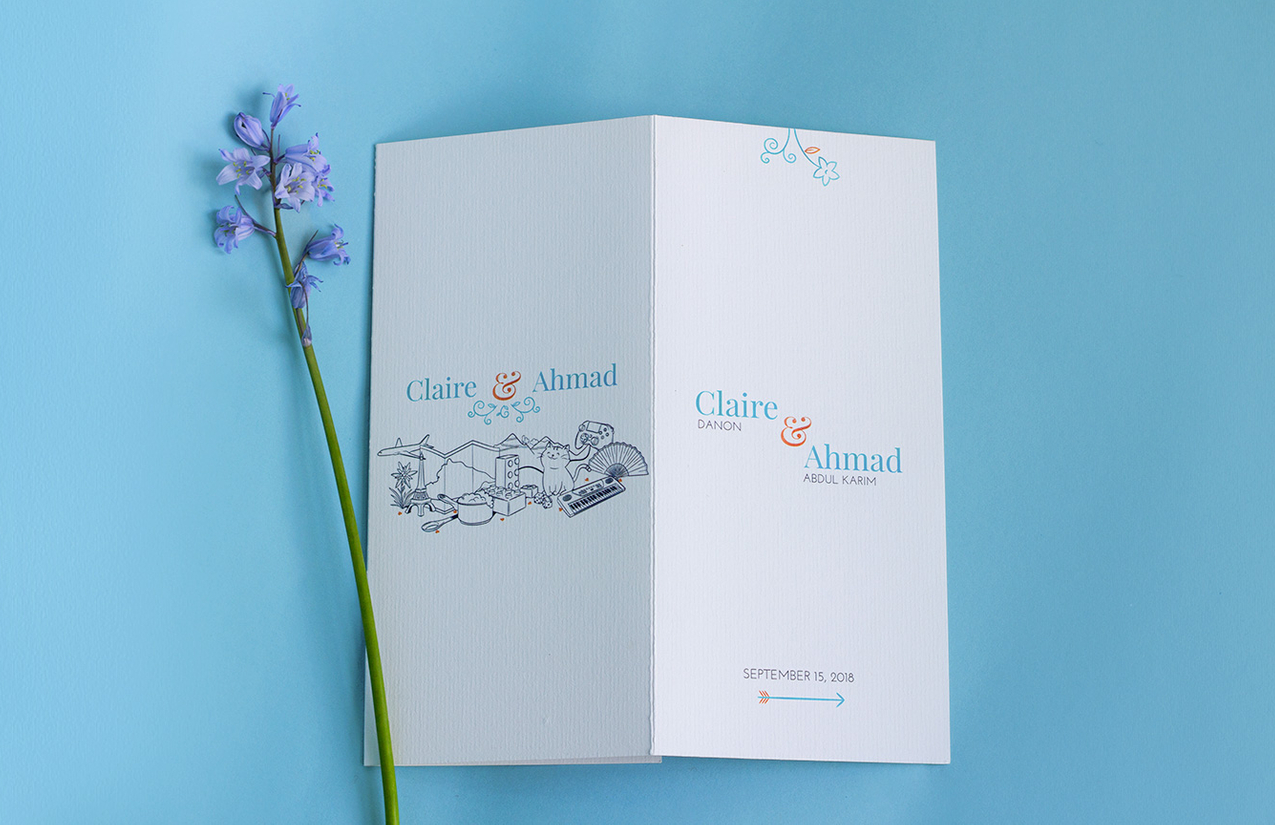 Claire & Ahmad
Claire
DANON
&
Ahmad
ABDUL KARIM
SEPTEMBER 15, 2018